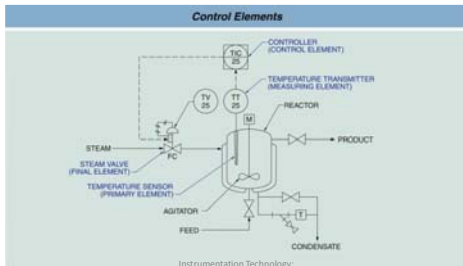 Control Elements
CONTROLLER
(CONTROL ELEMENT)
TIC
25
TEMPERATURE TRANSMITTER
(MEASURING ELEMENT)
TV
25
TT
25
REACTOR
M
PRODUCT
STEAM
FC
STEAM VALVE
(FINAL ELEMENT)
TEMPERATURE SENSOR
(PRIMARY ELEMENT)
AGITATOR
T
FEED
CONDENSATE
Instrumentation Technology: